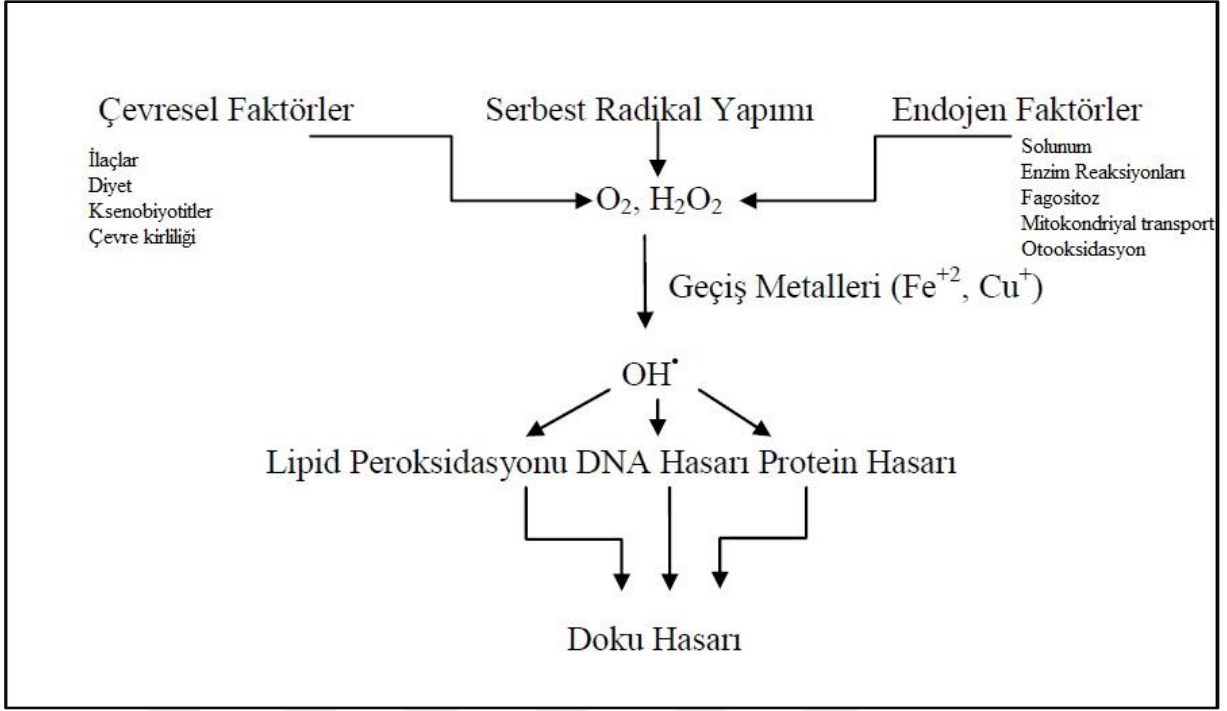 Çevresel Faktörler
İlaçlar
Diyet
Ksenobiyotitler
Çevre kirliliği
Serbest Radikal Yapımı
Endojen Faktörler
Solunum
Enzim Reaksiyonları
Fagositoz
Mitokondriyal transport
Otooksidasyon
O₂, H₂O₂
Geçiş Metalleri (Fe⁺², Cu⁺)
OH•
Lipid Peroksidasyonu DNA Hasarı Protein Hasarı
Doku Hasarı